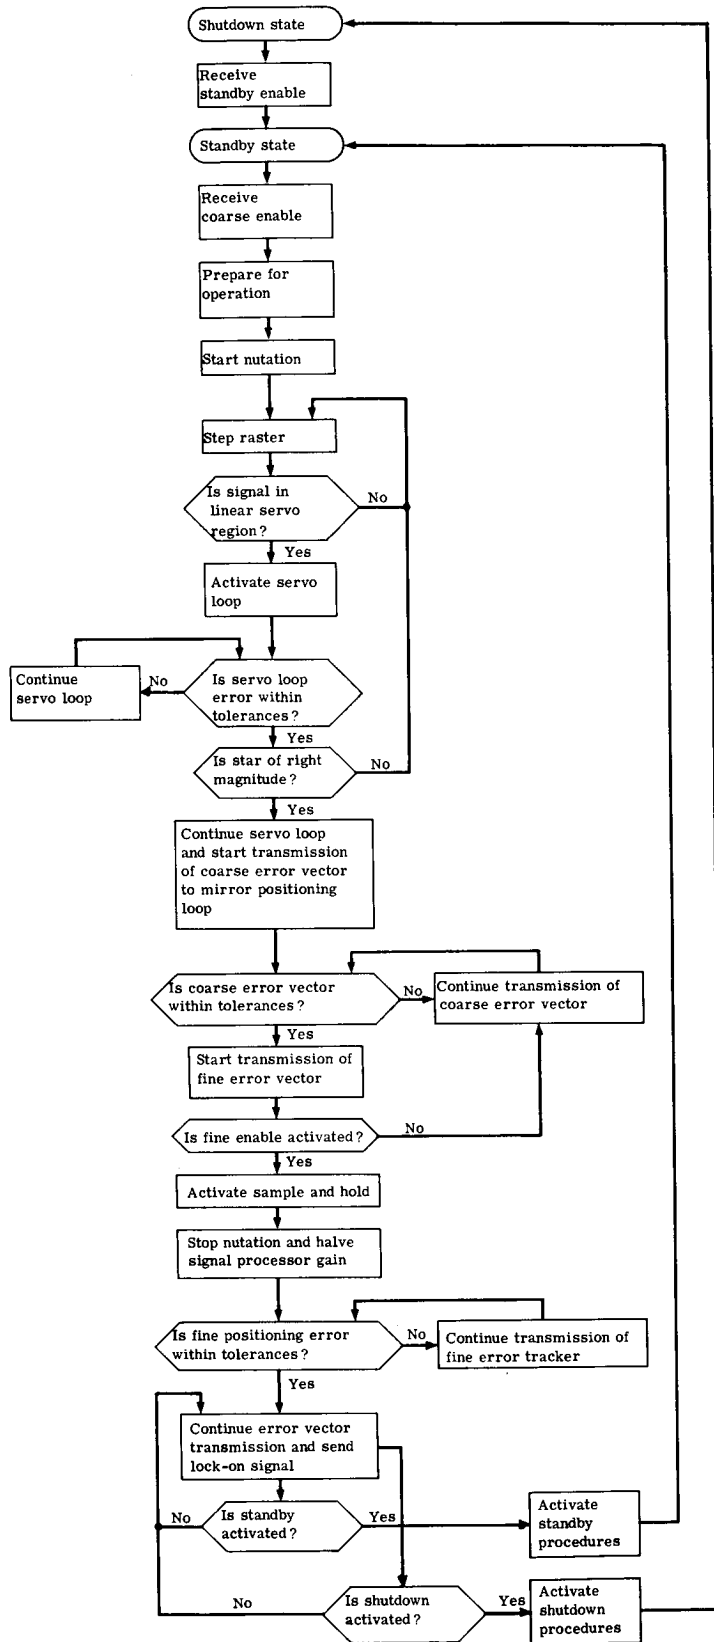 Shutdown state
Receive
standby enable
Standby state
Receive
coarse enable
Prepare for
operation
Start nutation
Step raster
Is signal in
linear servo
region?
No
Yes
Activate servo
loop
Continue
servo loop
No
Is servo loop
error within
tolerances?
Yes
Is star of right
magnitude?
No
Yes
Continue servo loop
and start transmission
of coarse error vector
to mirror positioning
loop
Is coarse error vector
within tolerances?
No
Continue transmission of
coarse error vector
Yes
Start transmission of
fine error vector
Is fine enable activated?
No
Yes
Activate sample and hold
Stop nutation and halve
signal processor gain
Is fine positioning error
within tolerances?
No
Continue transmission of
fine error tracker
Yes
Continue error vector
transmission and send
lock-on signal
No
Is standby
activated?
Yes
Activate
standby
procedures
No
Is shutdown
activated?
Yes
Activate
shutdown
procedures